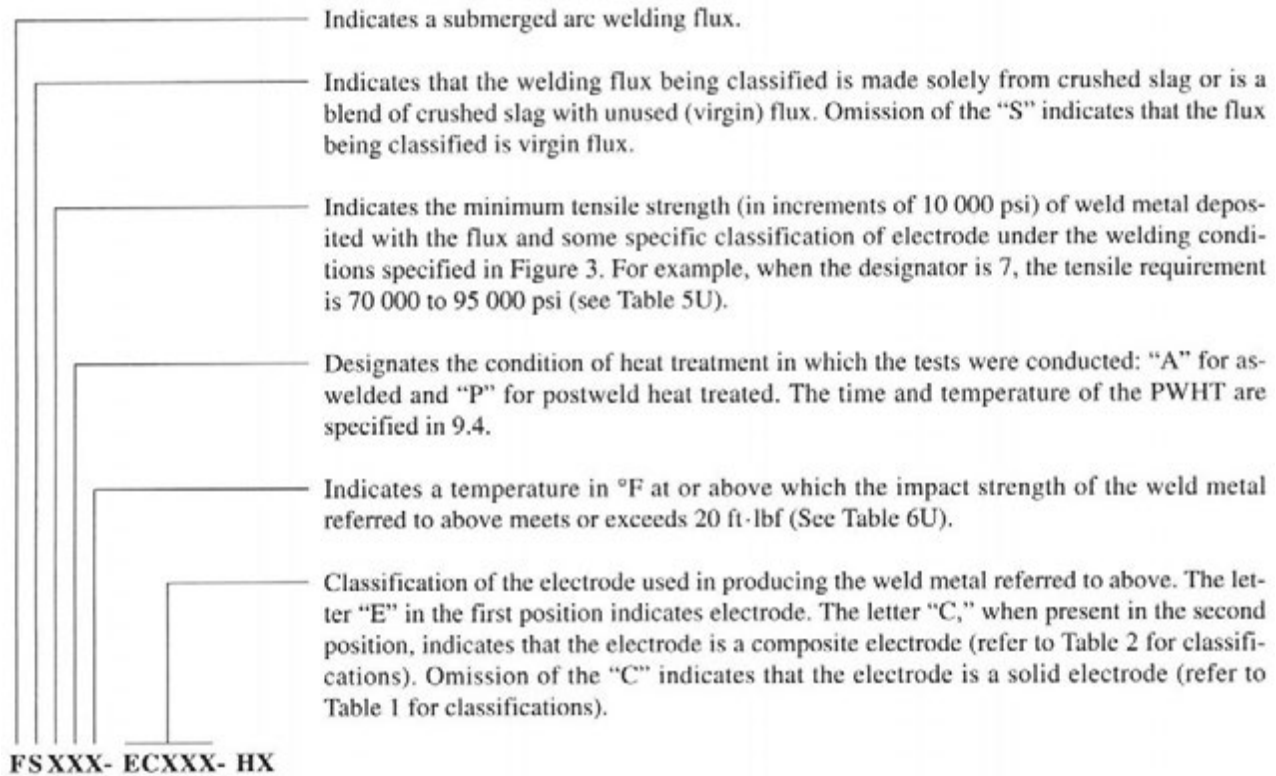 Indicates a submerged arc welding flux.
Indicates that the welding flux being classified is made solely from crushed slag or is a
blend of crushed slag with unused (virgin) flux. Omission of the “S” indicates that the flux
being classified is virgin flux.
Indicates the minimum tensile strength (in increments of 10 000 psi) of weld metal depos-
ited with the flux and some specific classification of electrode under the welding condi-
tions specified in Figure 3. For example, when the designator is 7, the tensile requirement
is 70 000 to 95 000 psi (see Table 5U).
Designates the condition of heat treatment in which the tests were conducted: “A” for as-
welded and “P” for postweld heat treated. The time and temperature of the PWHT are
specified in 9.4.
Indicates a temperature in °F at or above which the impact strength of the weld metal
referred to above meets or exceeds 20 ft·lbf (See Table 6U).
Classification of the electrode used in producing the weld metal referred to above. The let-
ter “E” in the first position indicates electrode. The letter “C,” when present in the second
position, indicates that the electrode is a composite electrode (refer to Table 2 for classifi-
cations). Omission of the “C” indicates that the electrode is a solid electrode (refer to
Table 1 for classifications).
FSXXX- ECXXX- HX